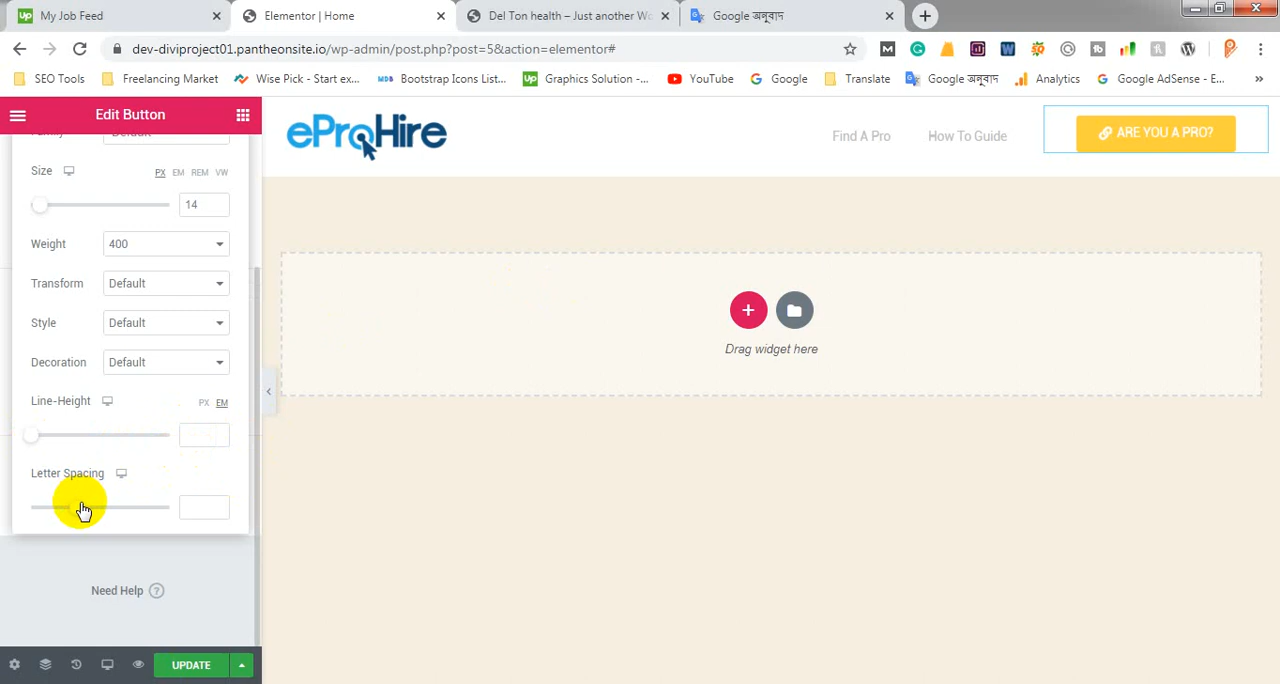 My Job Feed
Elementor | Home
Del Ton health – Just another Wo
Google অনুবাদ
dev-diviproject01.pantheonsite.io/wp-admin/post.php?post=5&action=elementor#
SEO Tools
Freelancing Market
Wise Pick - Start ex...
Bootstrap Icons List...
Graphics Solution -...
YouTube
Google
Translate
Google অনুবাদ
Analytics
Google AdSense - E...
Edit Button
Default
Size
PX EM REM VW
14
Weight
400
Transform
Default
Style
Default
Decoration
Default
Line-Height
PX EM
Letter Spacing
Need Help
UPDATE
eProHire
Find A Pro
How To Guide
ARE YOU A PRO?
Drag widget here